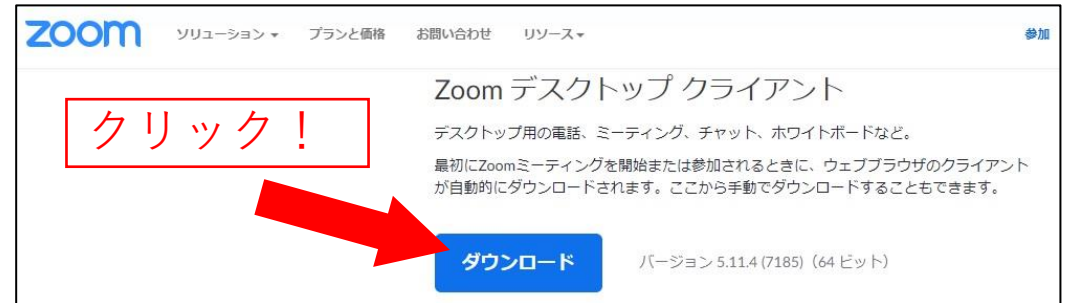 zoom ソリューション プランと価格 お問い合わせ リソース 参加
Zoom デスクトップ クライアント
クリック！
デスクトップ用の電話、ミーティング、チャット、ホワイトボードなど。
最初にZoomミーティングを開始または参加されるときに、ウェブブラウザのクライアント
が自動的にダウンロードされます。ここから手動でダウンロードすることもできます。
ダウンロード バージョン 5.11.4 (7185)（64 ビット）